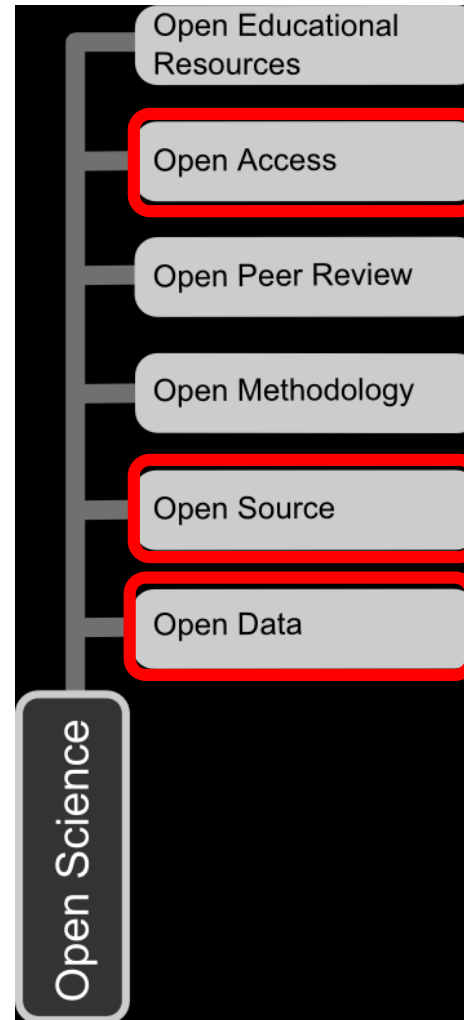 Open Educational
Resources
Open Access
Open Peer Review
Open Methodology
Open Source
Open Data
Open Science